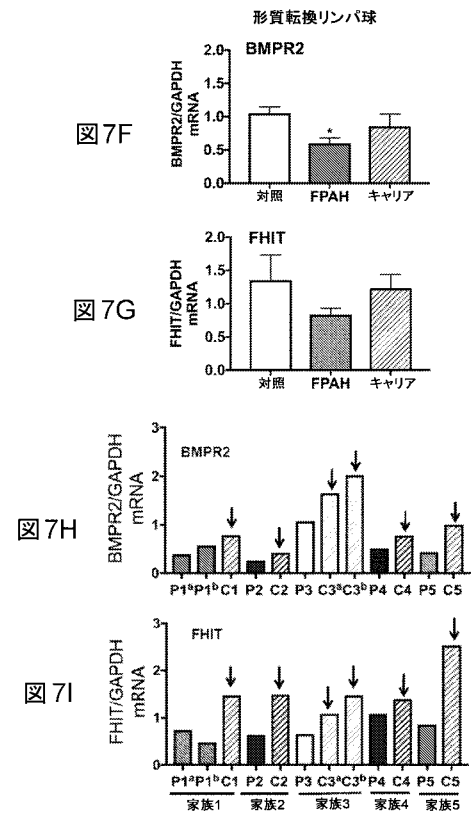 形質転換リンパ球
図7F
BMPR2
BMPR2/GAPDH
mRNA
2.0
1.5
1.0
0.5
0.0
対照 FPAH キャリア
図7G
FHIT
FHIT/GAPDH
mRNA
2.0
1.5
1.0
0.5
0.0
対照 FPAH キャリア
図7H
BMPR2
BMPR2/GAPDH
mRNA
3
2
1
0
P1ᵃ P1ᵇ C1 P2 C2 P3 C3ᵃ C3ᵇ P4 C4 P5 C5
図7I
FHIT
FHIT/GAPDH
mRNA
3
2
1
0
P1ᵃ P1ᵇ C1 P2 C2 P3 C3ᵃ C3ᵇ P4 C4 P5 C5
家族1 家族2 家族3 家族4 家族5